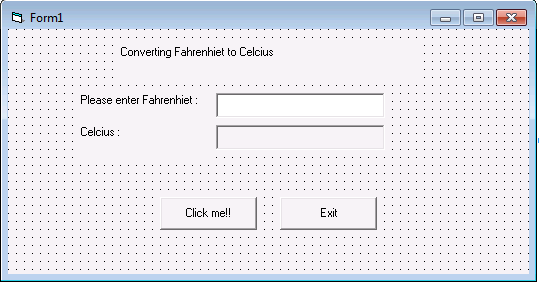 Form1
Converting Fahrenhiet to Celcius
Please enter Fahrenhiet :
Celcius :
Click me!!
Exit